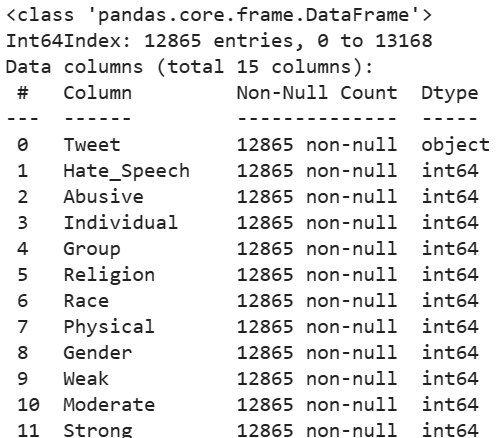 <class 'pandas.core.frame.DataFrame'>
Int64Index: 12865 entries, 0 to 13168
Data columns (total 15 columns):
 #   Column         Non-Null Count  Dtype
---  ------         --------------  -----
 0   Tweet          12865 non-null  object
 1   Hate_Speech    12865 non-null  int64
 2   Abusive        12865 non-null  int64
 3   Individual     12865 non-null  int64
 4   Group          12865 non-null  int64
 5   Religion       12865 non-null  int64
 6   Race           12865 non-null  int64
 7   Physical       12865 non-null  int64
 8   Gender         12865 non-null  int64
 9   Weak           12865 non-null  int64
 10  Moderate       12865 non-null  int64
 11  Strong         12865 non-null  int64